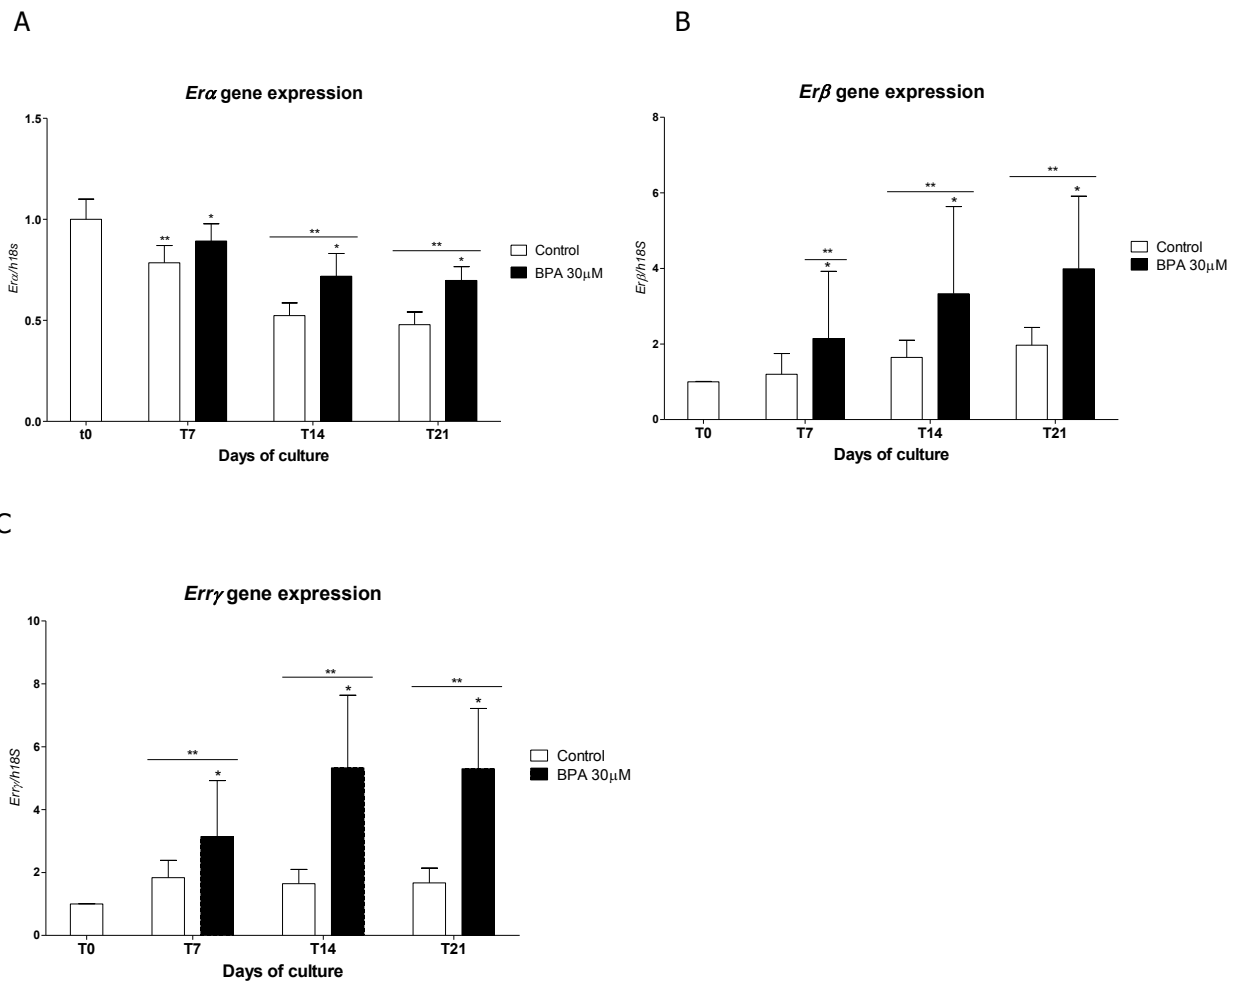 A
B
Erα gene expression
Erα/h18s
1.5
1.0
0.5
0.0
**
*
**
*
**
*
t0 T7 T14 T21
Days of culture
Control
BPA 30μM
Erβ gene expression
Erβ/h18S
8
6
4
2
0
**
*
**
*
**
*
T0 T7 T14 T21
Days of culture
Control
BPA 30μM
C
Errγ gene expression
Errγ/h18S
10
8
6
4
2
0
**
*
**
*
**
*
T0 T7 T14 T21
Days of culture
Control
BPA 30μM